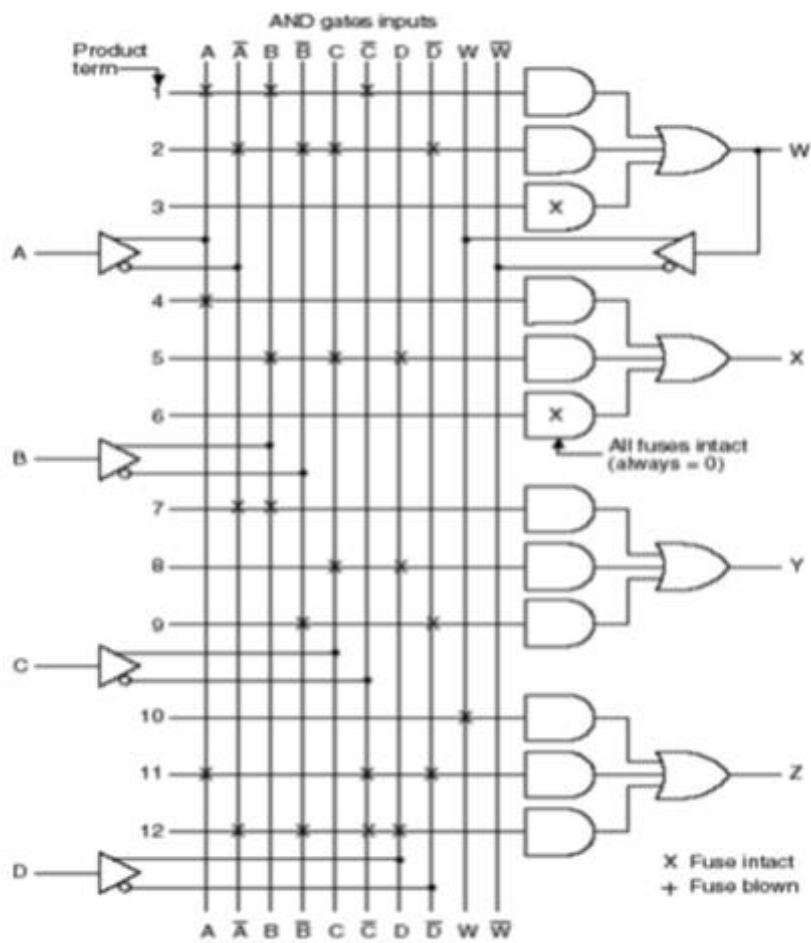 AND gates inputs
Product
term
A A̅ B B̅ C C̅ D D̅ W W̅
1
2
W
3
A
4
5
X
6
All fuses intact
(always = 0)
B
7
8
Y
9
C
10
11
Z
12
D
X Fuse intact
+ Fuse blown
A A̅ B B̅ C C̅ D D̅ W W̅